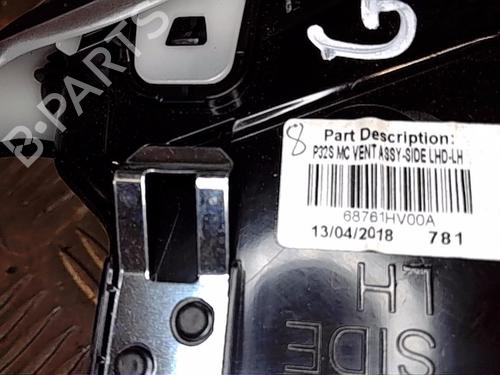 G
B-PARTS
8
Part Description:
P32S MC VENT ASSY-SIDE LHD-LH
68761HV00A
13/04/2018 781
LH
SIDE